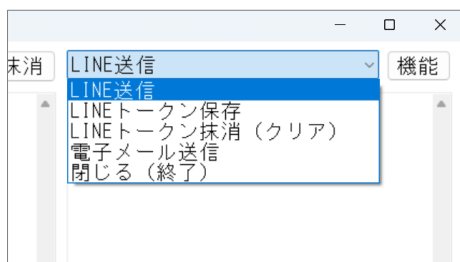 抹消 LINE送信 機能
LINE送信
LINEトークン保存
LINEトークン抹消（クリア）
電子メール送信
閉じる（終了）